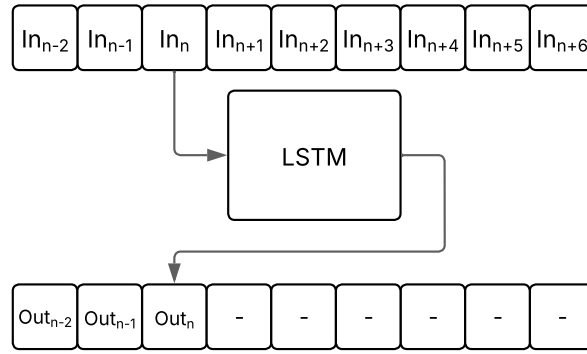 Inn-2 Inn-1 Inn Inn+1 Inn+2 Inn+3 Inn+4 Inn+5 Inn+6
LSTM
Outn-2 Outn-1 Outn - - - - - -